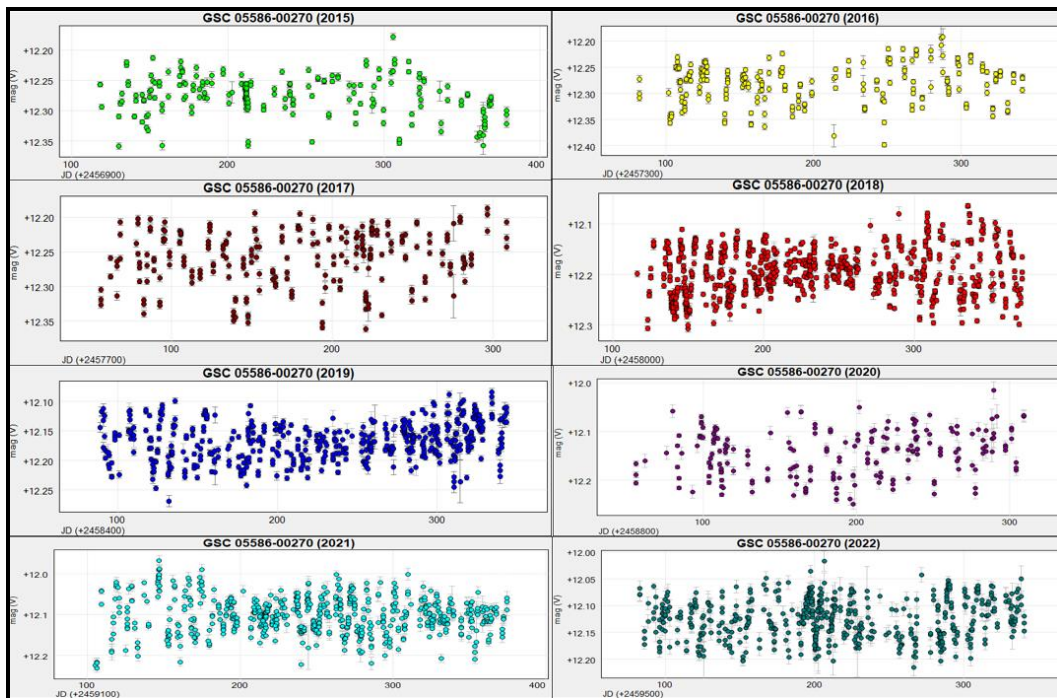 GSC 05586-00270 (2015)
mag (V)
+12.20
+12.25
+12.30
+12.35
100
200
300
400
JD (+2456900)
GSC 05586-00270 (2016)
mag (V)
+12.20
+12.25
+12.30
+12.35
+12.40
100
200
300
JD (+2457300)
GSC 05586-00270 (2017)
mag (V)
+12.20
+12.25
+12.30
+12.35
100
200
300
JD (+2457700)
GSC 05586-00270 (2018)
mag (V)
+12.1
+12.2
+12.3
100
200
300
JD (+2458000)
GSC 05586-00270 (2019)
mag (V)
+12.10
+12.15
+12.20
+12.25
100
200
300
JD (+2458400)
GSC 05586-00270 (2020)
mag (V)
+12.0
+12.1
+12.2
100
200
300
JD (+2458800)
GSC 05586-00270 (2021)
mag (V)
+12.0
+12.1
+12.2
100
200
300
400
JD (+2459100)
GSC 05586-00270 (2022)
mag (V)
+12.00
+12.05
+12.10
+12.15
+12.20
100
200
300
JD (+2459500)